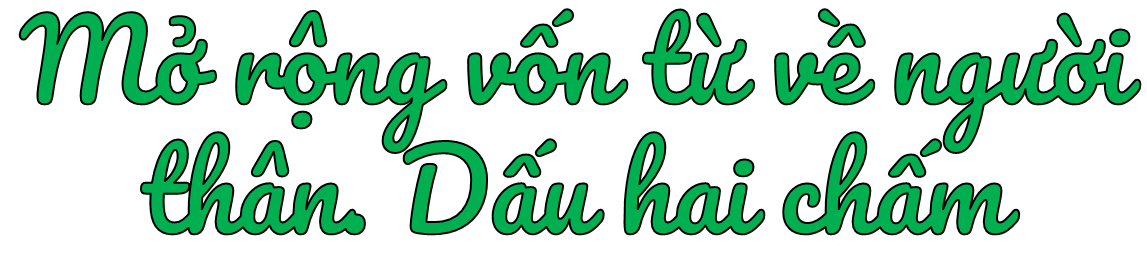 Mở rộng vốn từ về người
thân. Dấu hai chấm